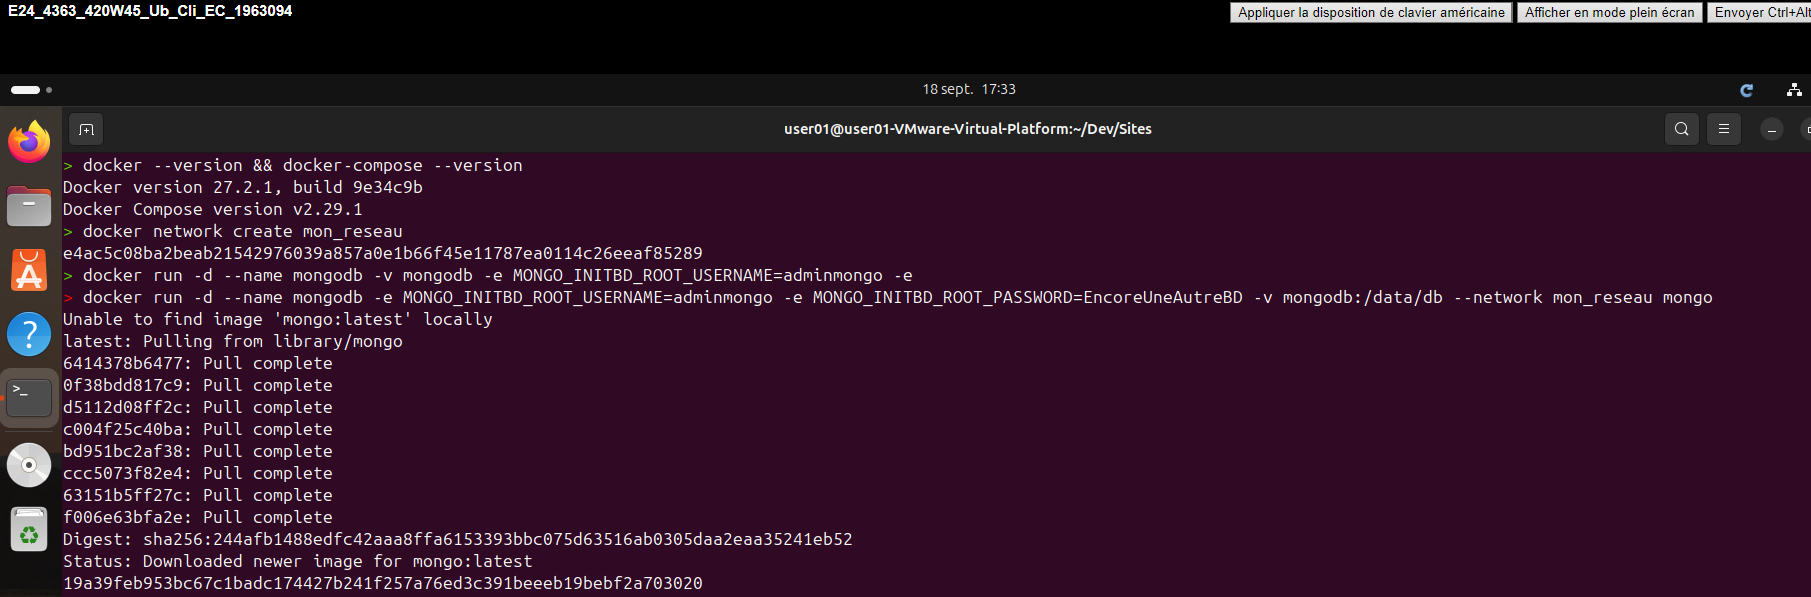 E24_4363_420W45_Ub_Cli_EC_1963094
Appliquer la disposition de clavier américaine
Afficher en mode plein écran
Envoyer Ctrl+Alt
18 sept. 17:33
user01@user01-VMware-Virtual-Platform:~/Dev/Sites
> docker --version && docker-compose --version
Docker version 27.2.1, build 9e34c9b
Docker Compose version v2.29.1
> docker network create mon_reseau
e4ac5c08ba2beab21542976039a857a0e1b66f45e11787ea0114c26eeaf85289
> docker run -d --name mongodb -v mongodb -e MONGO_INITBD_ROOT_USERNAME=adminmongo -e
> docker run -d --name mongodb -e MONGO_INITBD_ROOT_USERNAME=adminmongo -e MONGO_INITBD_ROOT_PASSWORD=EncoreUneAutreBD -v mongodb:/data/db --network mon_reseau mongo
Unable to find image 'mongo:latest' locally
latest: Pulling from library/mongo
6414378b6477: Pull complete
0f38bdd817c9: Pull complete
d5112d08ff2c: Pull complete
c004f25c40ba: Pull complete
bd951bc2af38: Pull complete
ccc5073f82e4: Pull complete
63151b5ff27c: Pull complete
f006e63bfa2e: Pull complete
Digest: sha256:244afb1488edfc42aaa8ffa6153393bbc075d63516ab0305daa2eaa35241eb52
Status: Downloaded newer image for mongo:latest
19a39feb953bc67c1badc174427b241f257a76ed3c391beeeb19bebf2a703020